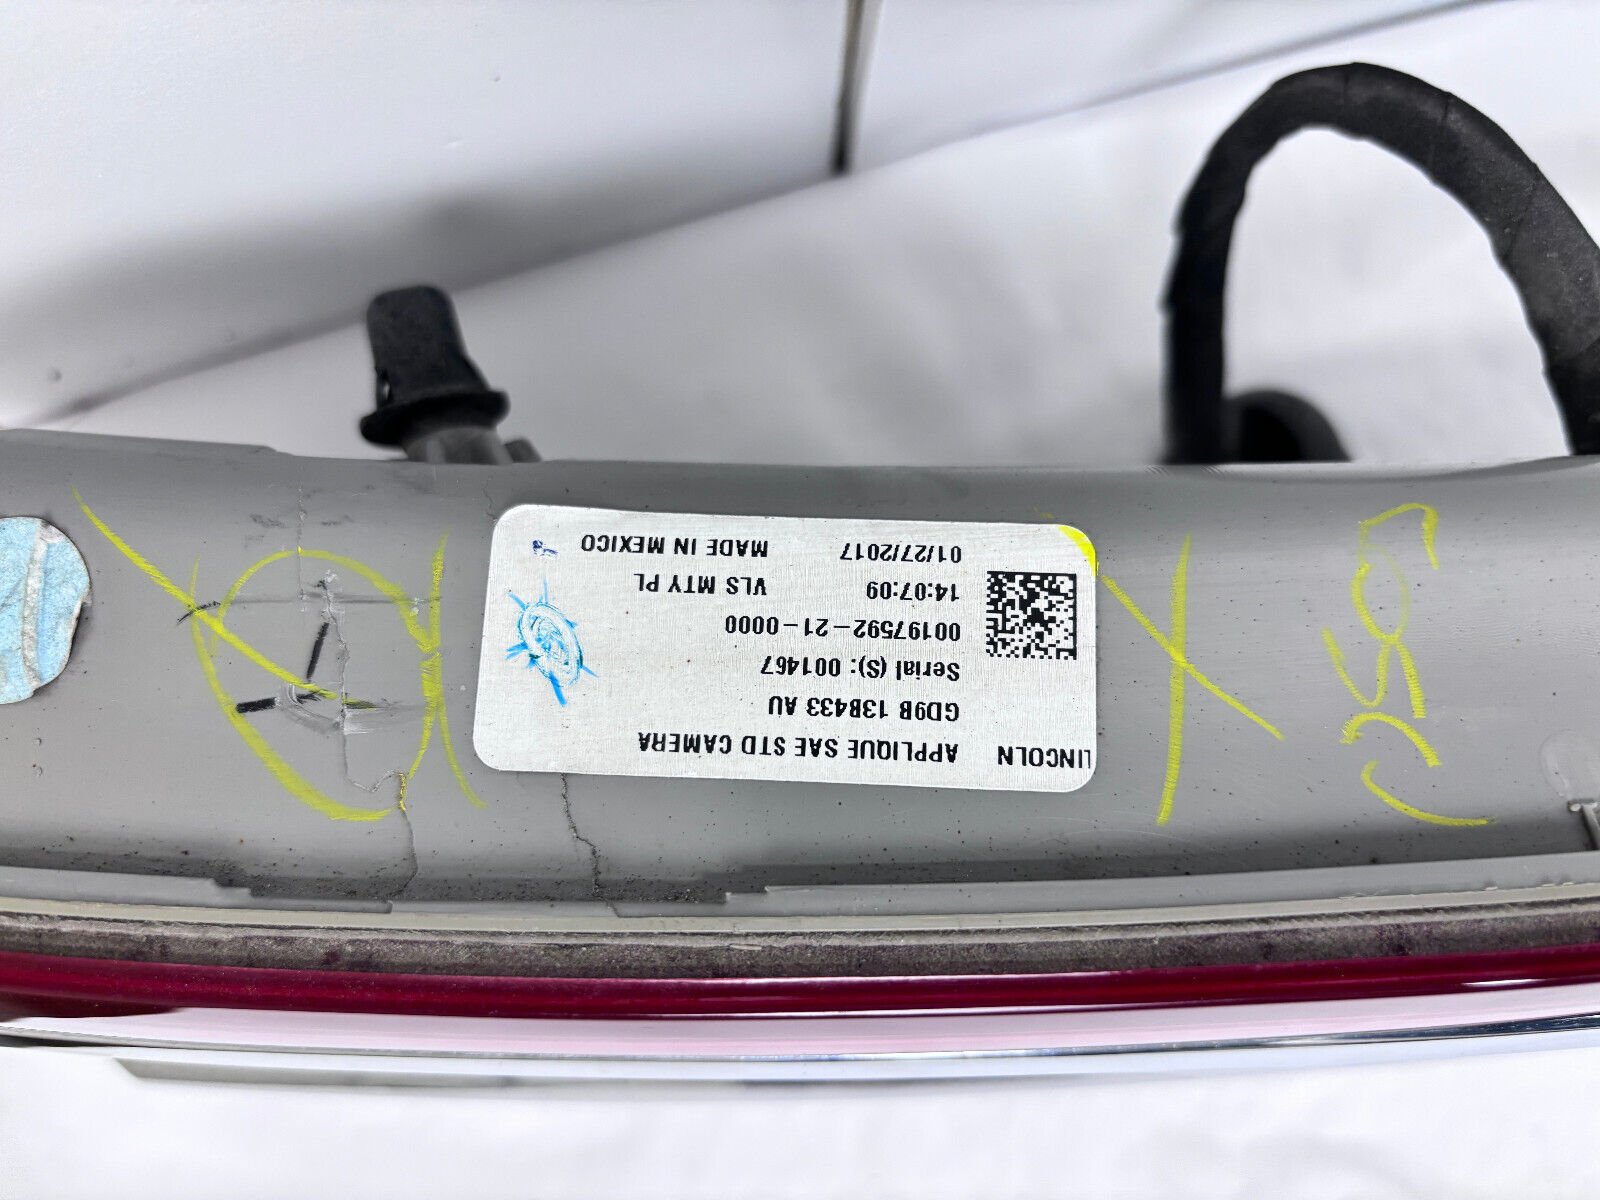 LINCOLN APPLIQUE SAE STD CAMERA
GD9B 13B433 AU
Serial (S): 001467
00197592-21-0000
14:07:09 VLS MTY PL
01/27/2017 MADE IN MEXICO